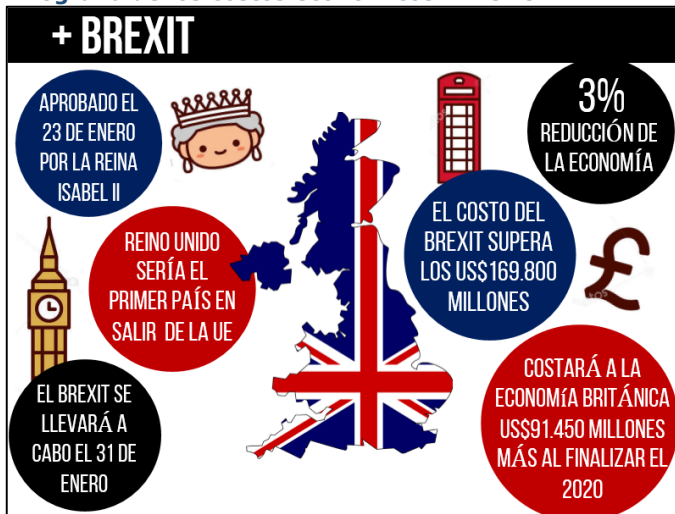 + BREXIT
APROBADO EL
23 DE ENERO
POR LA REINA
ISABEL II
3%
REDUCCIÓN DE
LA ECONOMÍA
REINO UNIDO
SERÍA EL
PRIMER PAÍS EN
SALIR DE LA UE
EL COSTO DEL
BREXIT SUPERA
LOS US$169.800
MILLONES
£
EL BREXIT SE
LLEVARÁ A
CABO EL 31 DE
ENERO
COSTARÁ A LA
ECONOMÍA BRITÁNICA
US$91.450 MILLONES
MÁS AL FINALIZAR EL
2020